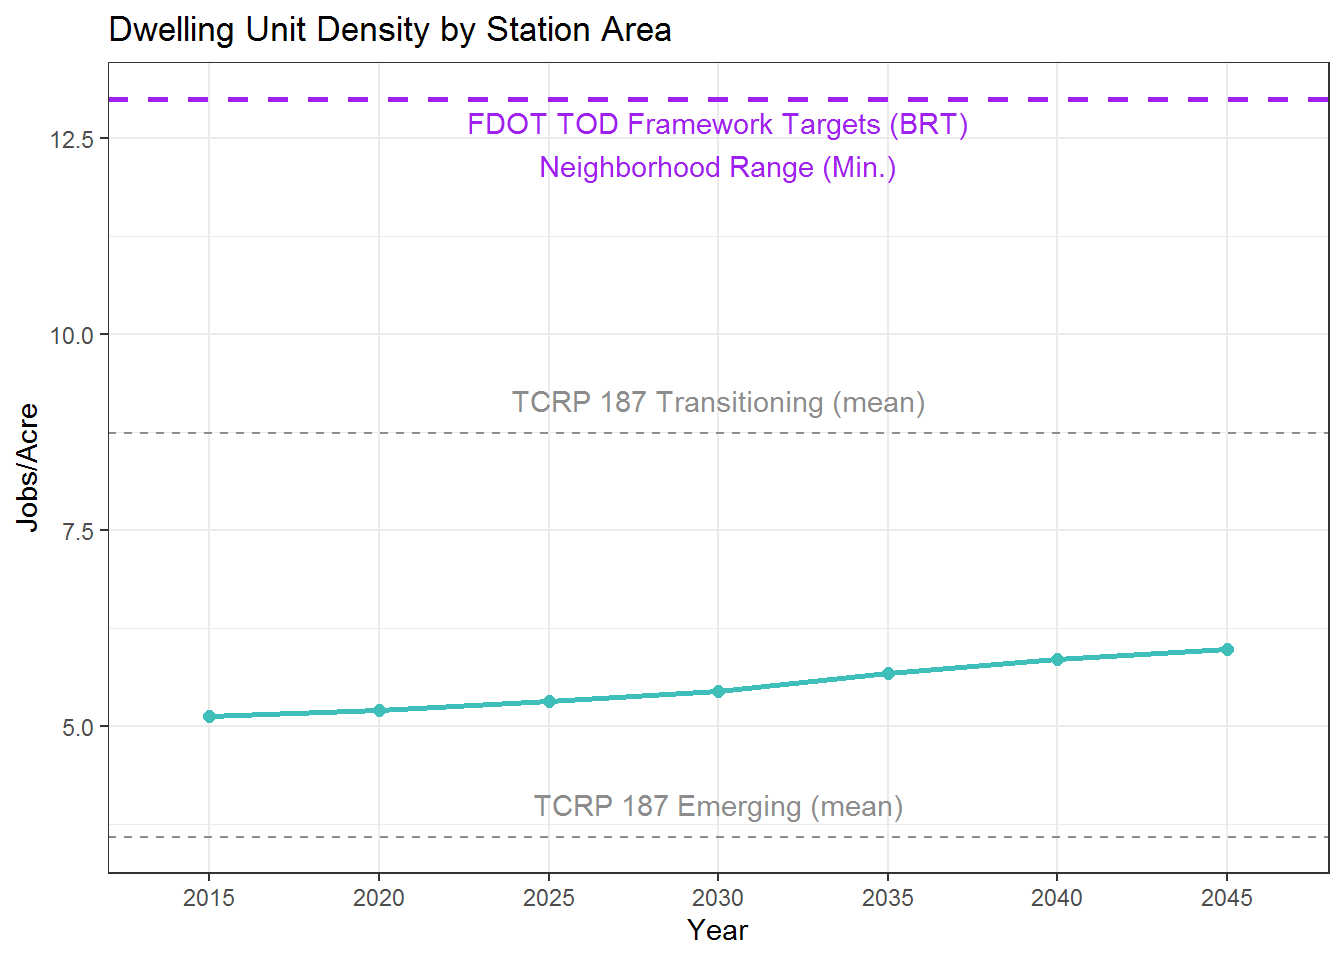 Dwelling Unit Density by Station Area
FDOT TOD Framework Targets (BRT)
Neighborhood Range (Min.)
12.5
10.0
TCRP 187 Transitioning (mean)
Jobs/Acre
7.5
5.0
TCRP 187 Emerging (mean)
2015 2020 2025 2030 2035 2040 2045
Year